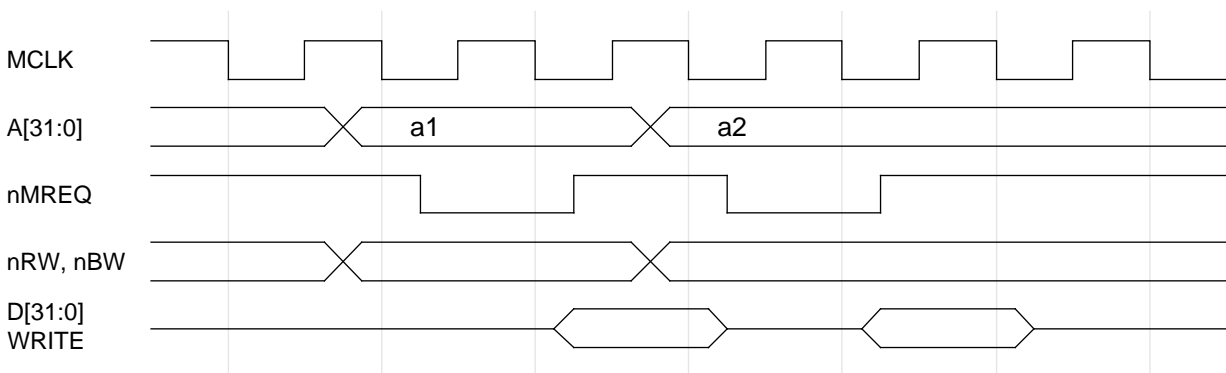 MCLK
A[31:0]
a1
a2
nMREQ
nRW, nBW
D[31:0]
WRITE